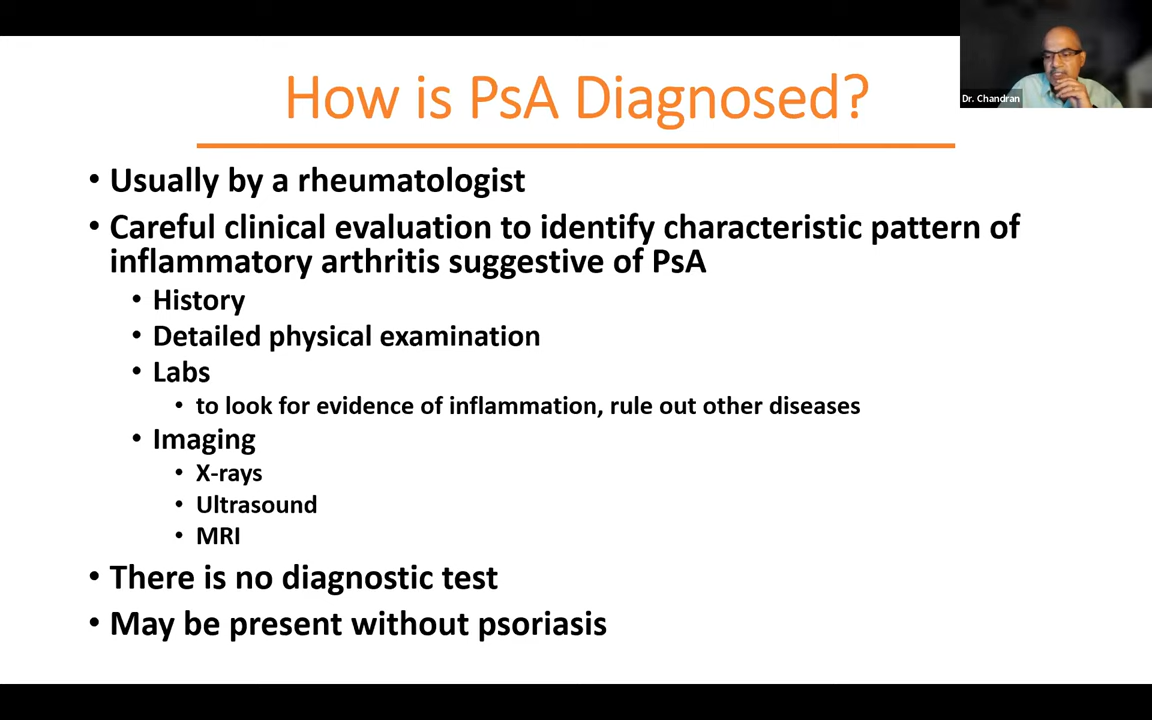 How is PsA Diagnosed?
Dr. Chandran
• Usually by a rheumatologist
• Careful clinical evaluation to identify characteristic pattern of
inflammatory arthritis suggestive of PsA
• History
• Detailed physical examination
• Labs
• to look for evidence of inflammation, rule out other diseases
• Imaging
• X-rays
• Ultrasound
• MRI
• There is no diagnostic test
• May be present without psoriasis